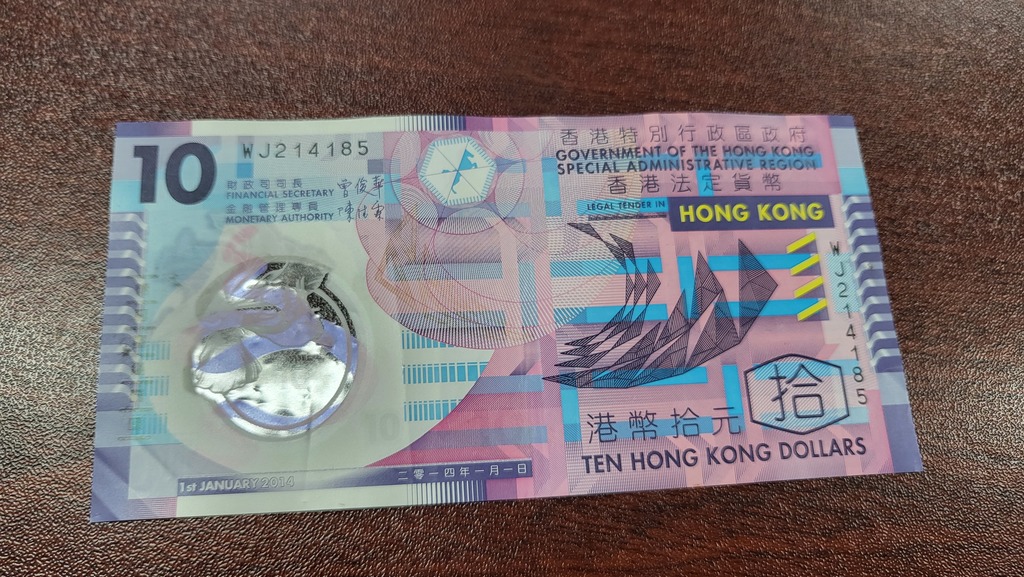 10
WJ214185
財政司司長
FINANCIAL SECRETARY
金融管理專員
MONETARY AUTHORITY
香港特別行政區政府
GOVERNMENT OF THE HONG KONG
SPECIAL ADMINISTRATIVE REGION
香港法定貨幣
LEGAL TENDER IN HONG KONG
WJ214185
拾
港幣拾元
TEN HONG KONG DOLLARS
10
1st JANUARY 2014
二零一四年一月一日